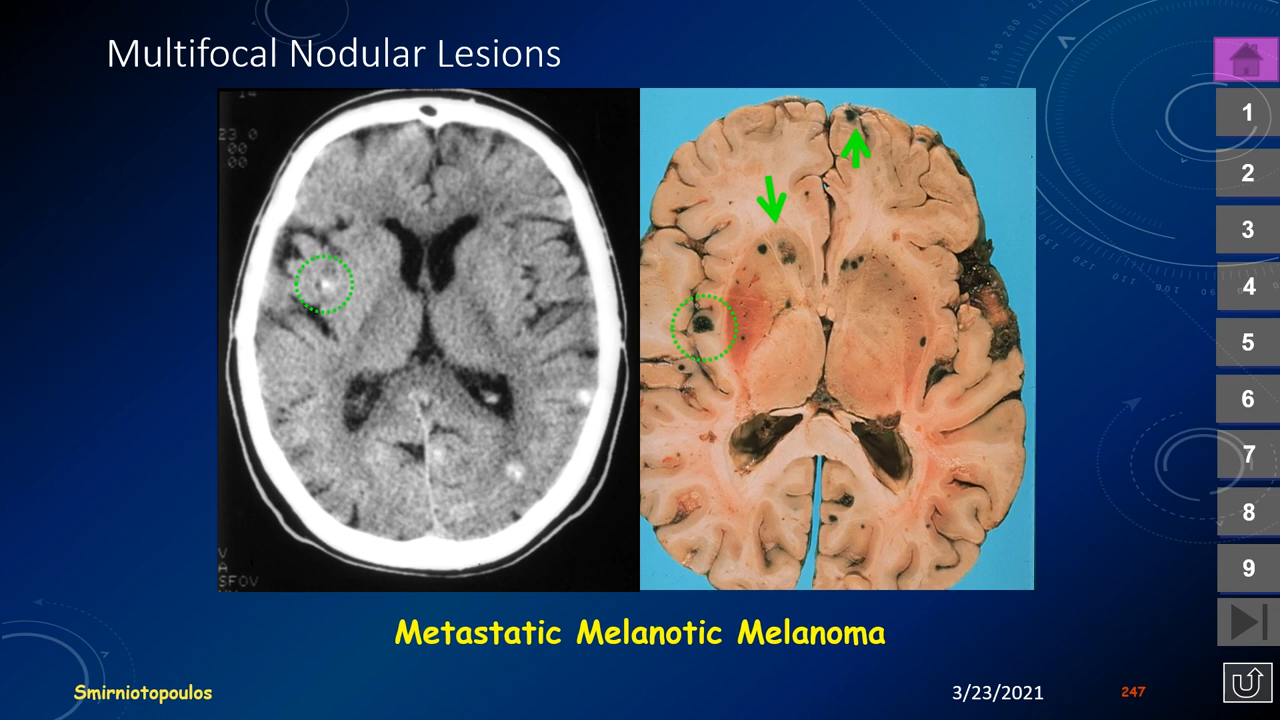 Multifocal Nodular Lesions
14
23 0
00
00
V
A
SFOV
Metastatic Melanotic Melanoma
Smirniotopoulos
3/23/2021
247
1
2
3
4
5
6
7
8
9